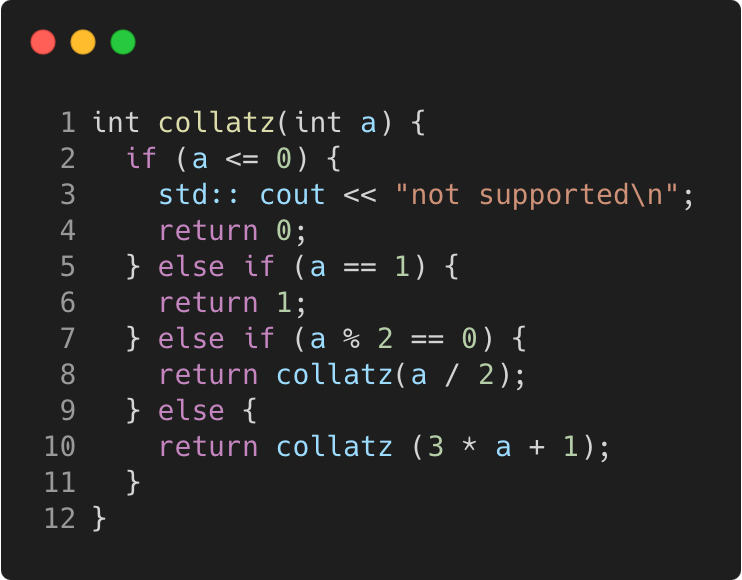 1 int collatz(int a) {
2   if (a <= 0) {
3     std:: cout << "not supported\n";
4     return 0;
5   } else if (a == 1) {
6     return 1;
7   } else if (a % 2 == 0) {
8     return collatz(a / 2);
9   } else {
10     return collatz (3 * a + 1);
11   }
12 }